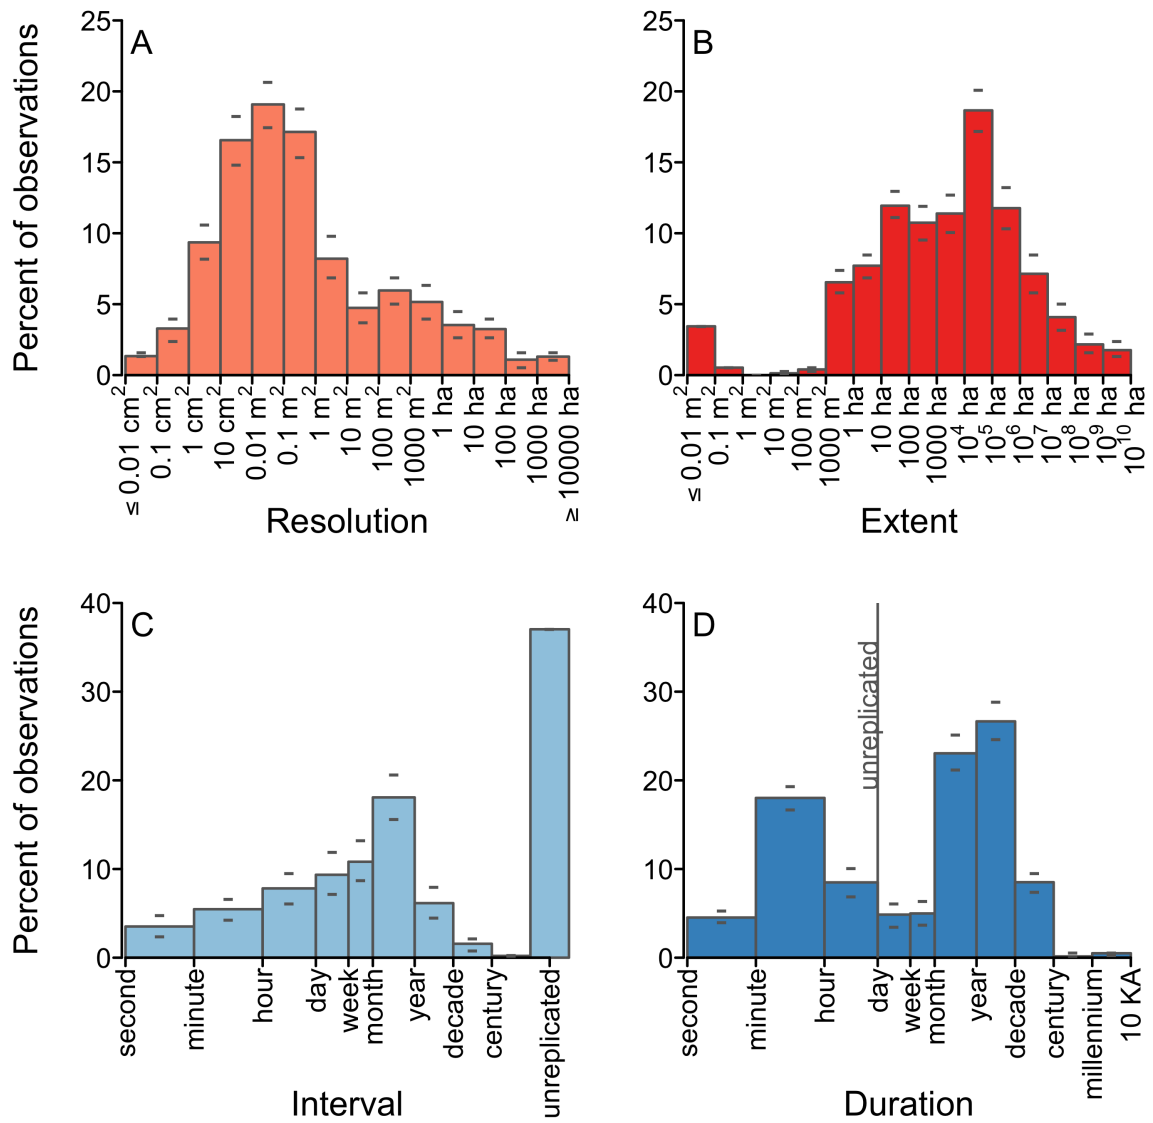 A
Percent of observations
25
20
15
10
5
0
≤ 0.01 cm²
0.1 cm²
1 cm²
10 cm²
0.01 m²
0.1 m²
1 m²
10 m²
100 m²
1000 m²
1 ha
10 ha
100 ha
1000 ha
≥ 10000 ha
Resolution
B
25
20
15
10
5
0
≤ 0.01 m²
0.1 m²
1 m²
10 m²
100 m²
1000 m²
1 ha
10 ha
100 ha
1000 ha
10⁴ ha
10⁵ ha
10⁶ ha
10⁷ ha
10⁸ ha
10⁹ ha
10¹⁰ ha
Extent
C
Percent of observations
40
30
20
10
0
second
minute
hour
day
week
month
year
decade
century
unreplicated
Interval
D
40
30
20
10
0
unreplicated
second
minute
hour
day
week
month
year
decade
century
millennium
10 KA
Duration